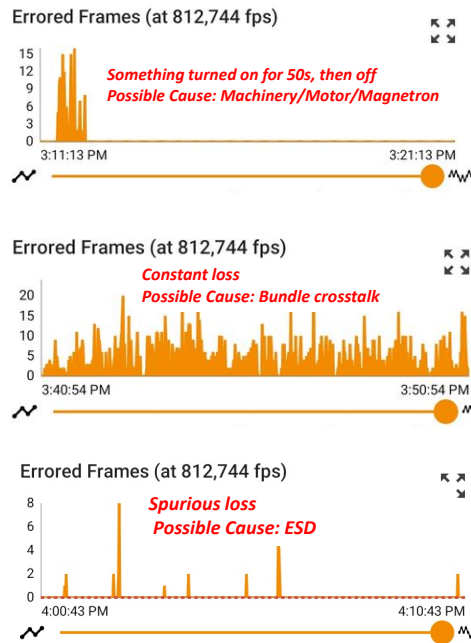 Errored Frames (at 812,744 fps)
15
Something turned on for 50s, then off
12
Possible Cause: Machinery/Motor/Magnetron
9
6
3
0
3:11:13 PM 3:21:13 PM
Errored Frames (at 812,744 fps)
Constant loss
20
Possible Cause: Bundle crosstalk
15
10
5
0
3:40:54 PM 3:50:54 PM
Errored Frames (at 812,744 fps)
8
Spurious loss
6
Possible Cause: ESD
4
2
0
4:00:43 PM 4:10:43 PM